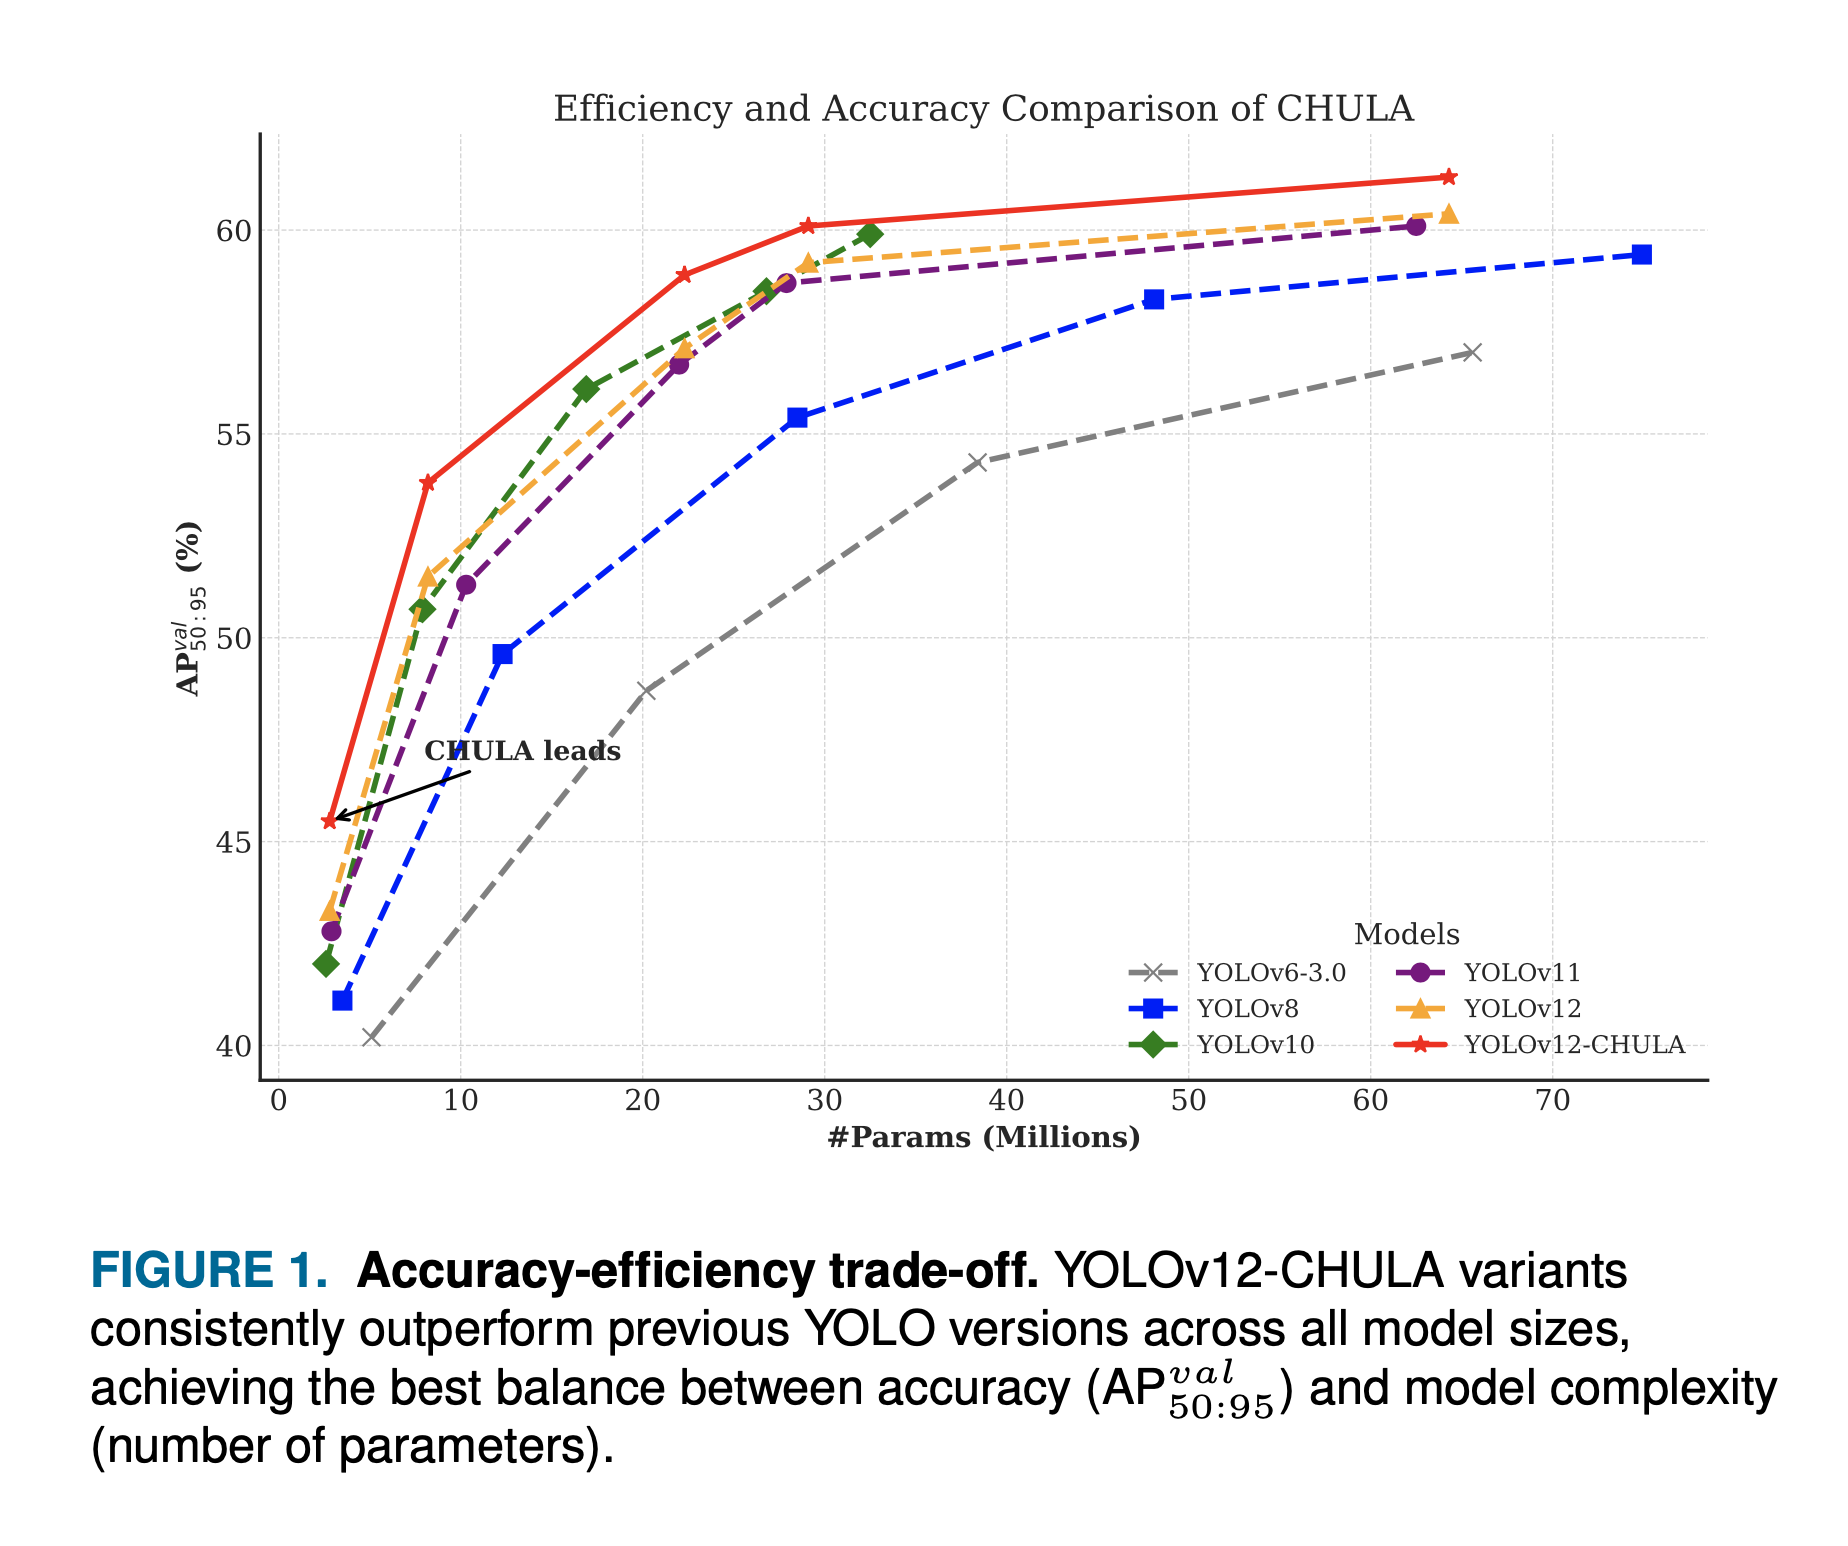 Efficiency and Accuracy Comparison of CHULA
60
55
50
45
40
AP^{val}_{50:95} (%)
CHULA leads
Models
YOLOv6-3.0
YOLOv8
YOLOv10
YOLOv11
YOLOv12
YOLOv12-CHULA
0 10 20 30 40 50 60 70
#Params (Millions)
FIGURE 1. Accuracy-efficiency trade-off. YOLOv12-CHULA variants
consistently outperform previous YOLO versions across all model sizes,
achieving the best balance between accuracy (AP^{val}_{50:95}) and model complexity
(number of parameters).